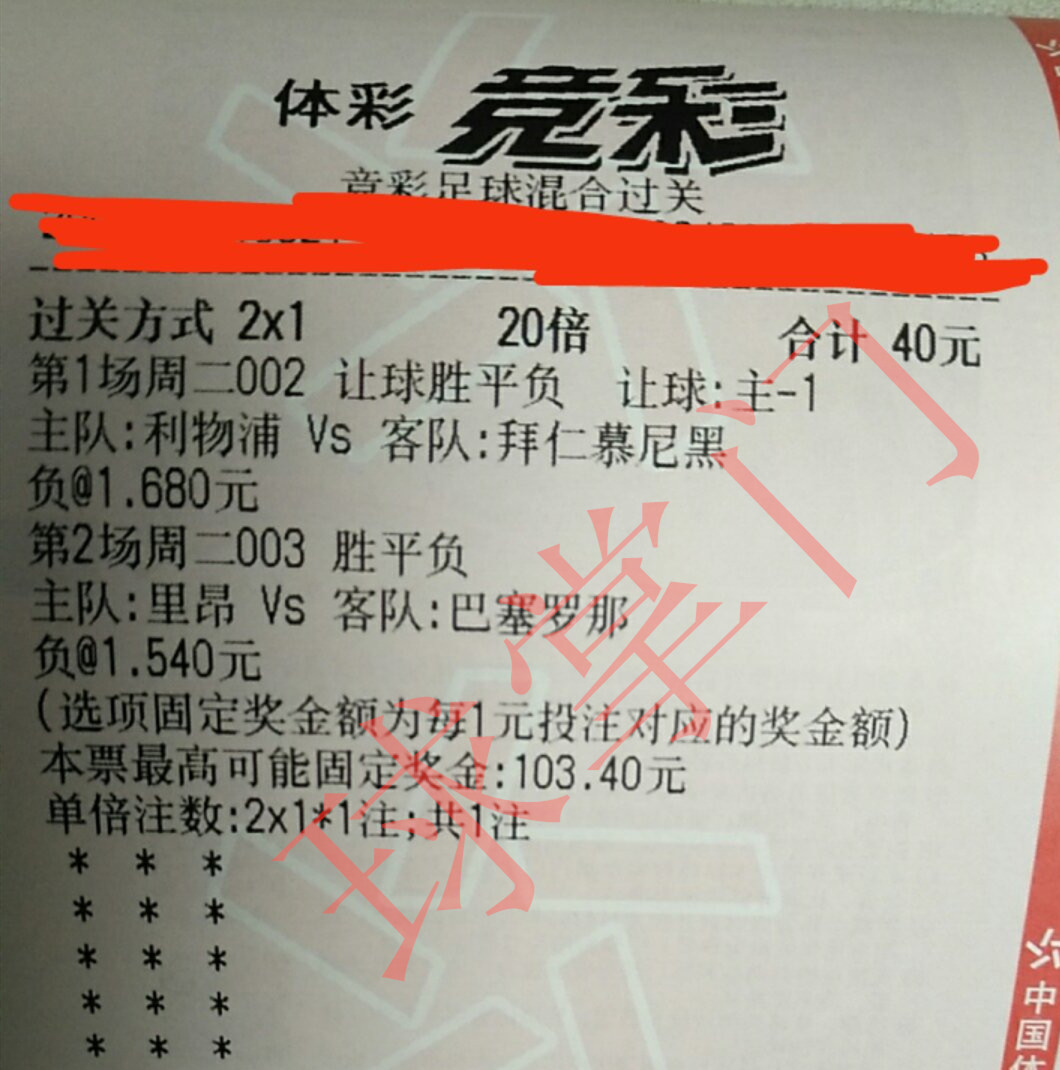 体彩 竞彩
竞彩足球混合过关
过关方式 2x1 20倍 合计 40元
第1场周二002 让球胜平负 让球:主-1
主队:利物浦 Vs 客队:拜仁慕尼黑
负@1.680元
第2场周二003 胜平负
主队:里昂 Vs 客队:巴塞罗那
负@1.540元
(选项固定奖金额为每1元投注对应的奖金额)
本票最高可能固定奖金:103.40元
单倍注数:2x1*1注;共1注
* * *
* * *
* * *
* * *
* * *
球掌门
中国体